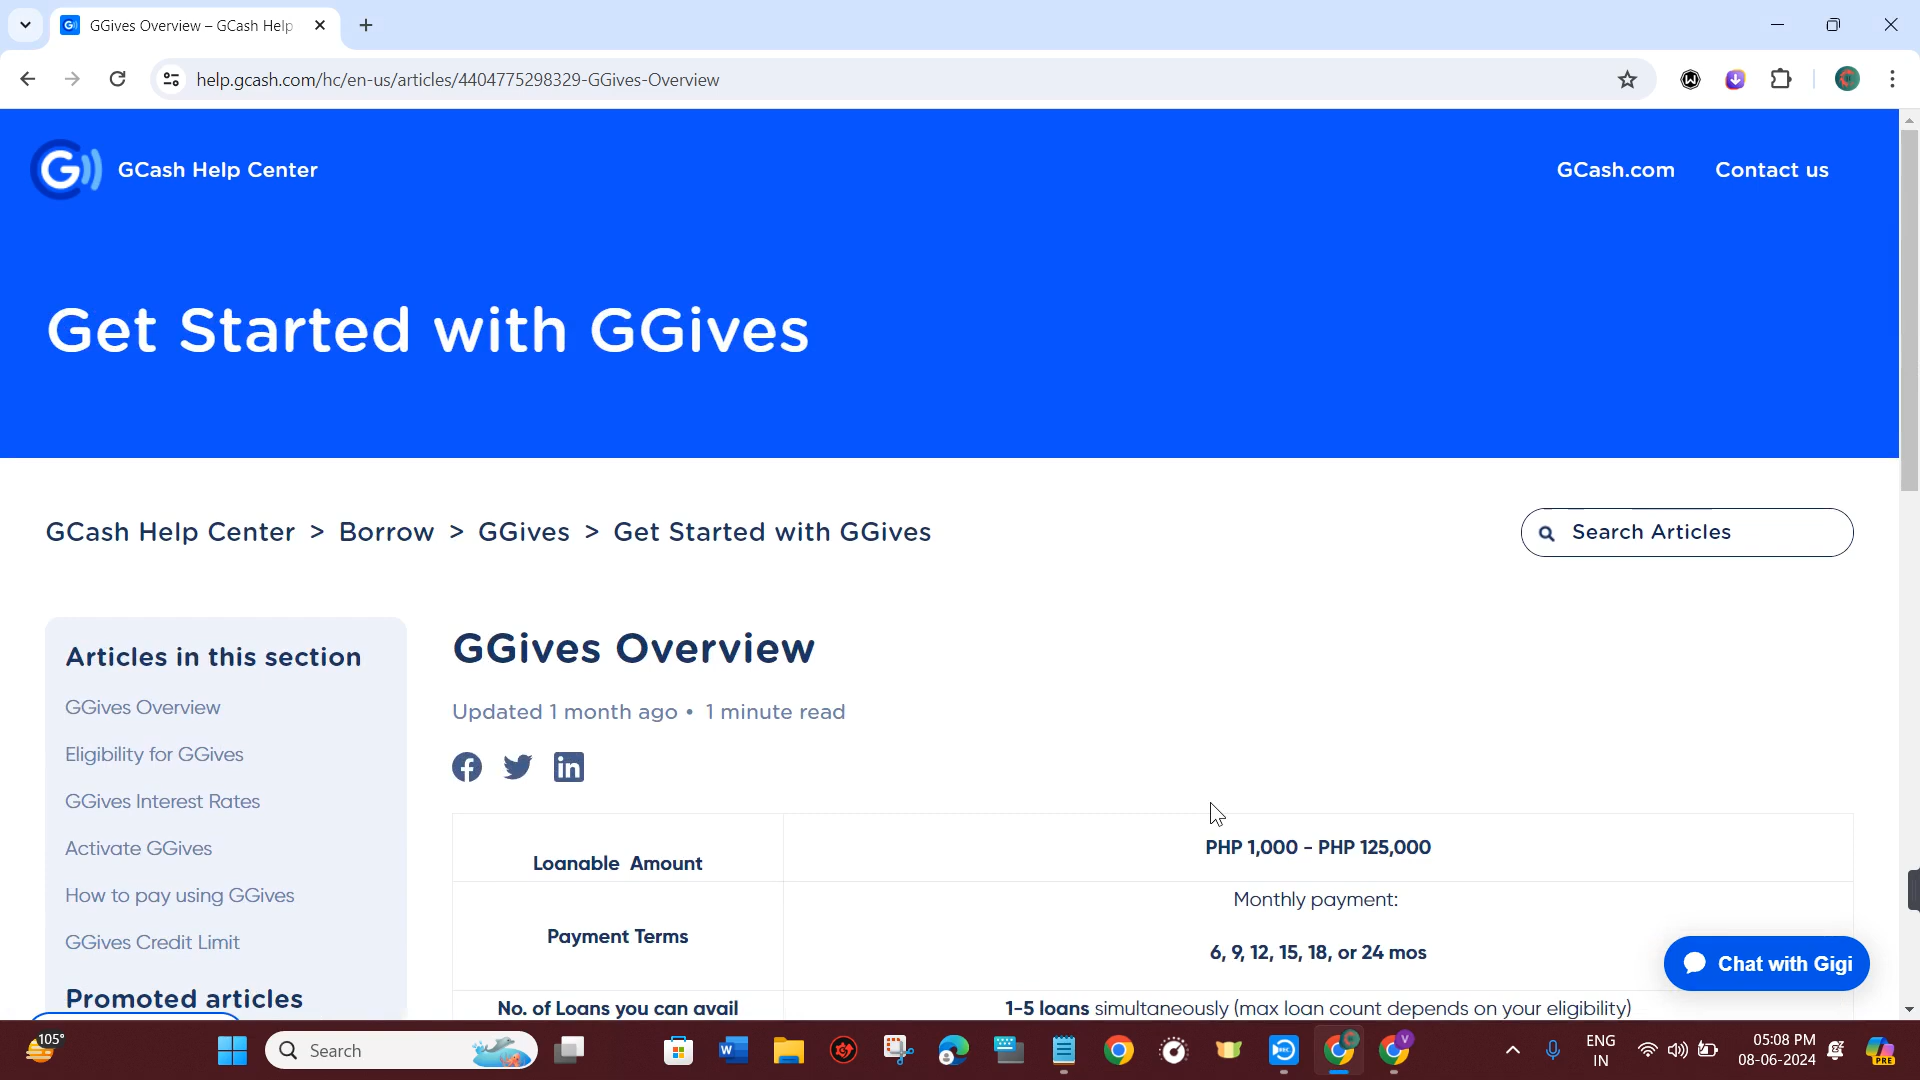 GGives Overview – GCash Help
help.gcash.com/hc/en-us/articles/4404775298329-GGives-Overview
G
GCash Help Center
GCash.com
Contact us
Get Started with GGives
GCash Help Center > Borrow > GGives > Get Started with GGives
Search Articles
Articles in this section
GGives Overview
Eligibility for GGives
GGives Interest Rates
Activate GGives
How to pay using GGives
GGives Credit Limit
Promoted articles
GGives Overview
Updated 1 month ago • 1 minute read
Loanable Amount
PHP 1,000 - PHP 125,000
Payment Terms
Monthly payment:
6, 9, 12, 15, 18, or 24 mos
No. of Loans you can avail
1-5 loans simultaneously (max loan count depends on your eligibility)
Chat with Gigi
105°
Search
ENG
IN
05:08 PM
08-06-2024
PRE